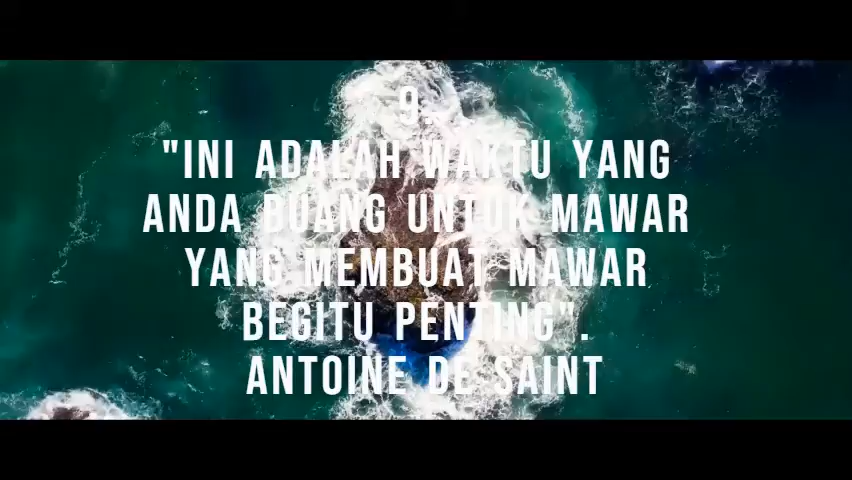 9.
"INI ADALAH WAKTU YANG
ANDA BUANG UNTUK MAWAR
YANG MEMBUAT MAWAR
BEGITU PENTING".
ANTOINE DE SAINT